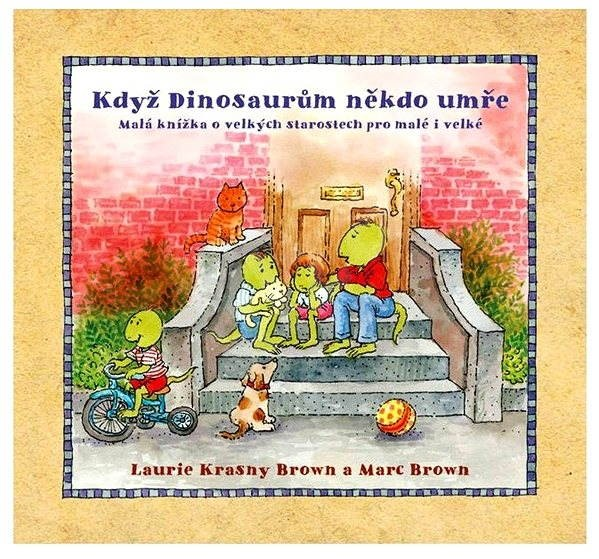 Když Dinosaurům někdo umře
Malá knížka o velkých starostech pro malé i velké
Laurie Krasny Brown a Marc Brown